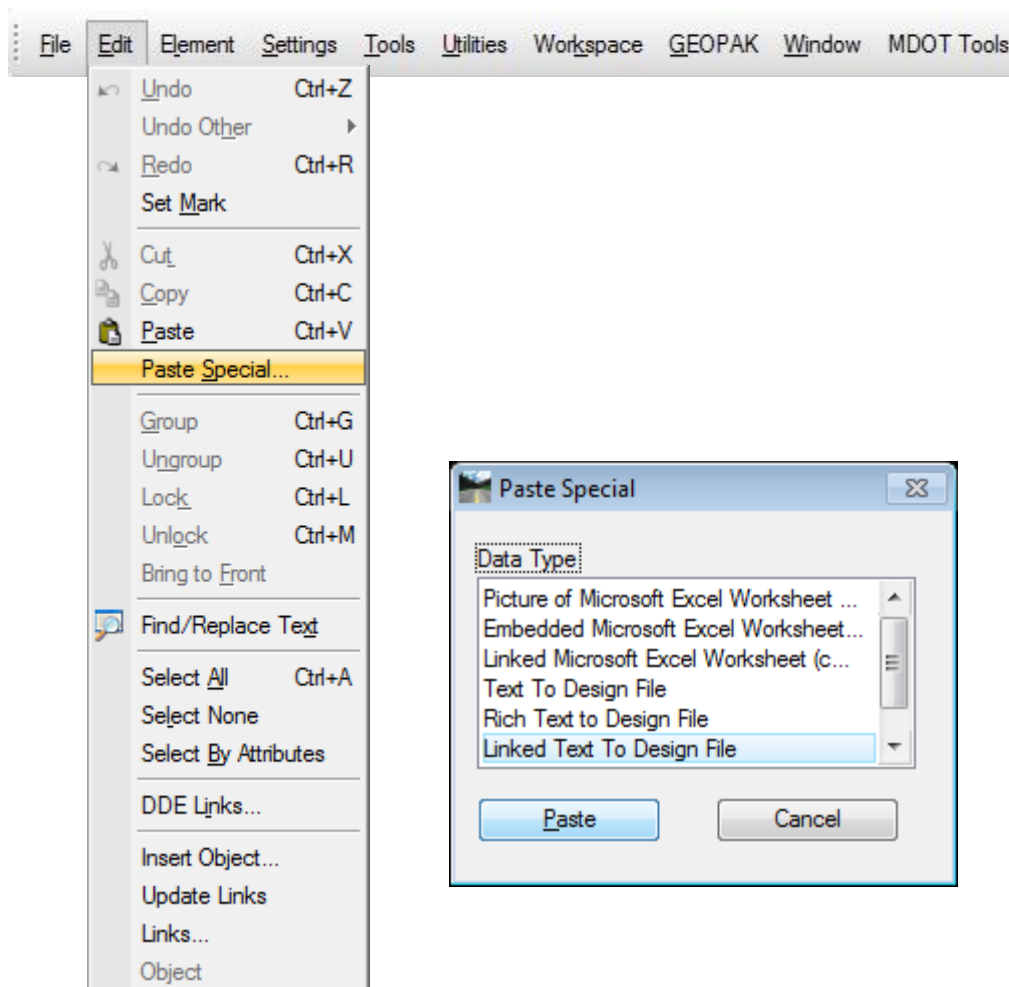 File Edit Element Settings Tools Utilities Workspace GEOPAK Window MDOT Tools
Undo Ctrl+Z
Undo Other
Redo Ctrl+R
Set Mark
Cut Ctrl+X
Copy Ctrl+C
Paste Ctrl+V
Paste Special...
Group Ctrl+G
Ungroup Ctrl+U
Lock Ctrl+L
Unlock Ctrl+M
Bring to Front
Find/Replace Text
Select All Ctrl+A
Select None
Select By Attributes
DDE Links...
Insert Object...
Update Links
Links...
Object
Paste Special
Data Type
Picture of Microsoft Excel Worksheet ...
Embedded Microsoft Excel Worksheet...
Linked Microsoft Excel Worksheet (c...
Text To Design File
Rich Text to Design File
Linked Text To Design File
Paste Cancel